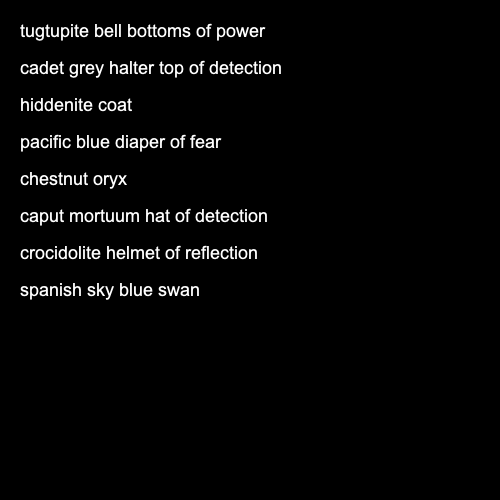 tugtupite bell bottoms of power
cadet grey halter top of detection
hiddenite coat
pacific blue diaper of fear
chestnut oryx
caput mortuum hat of detection
crocidolite helmet of reflection
spanish sky blue swan